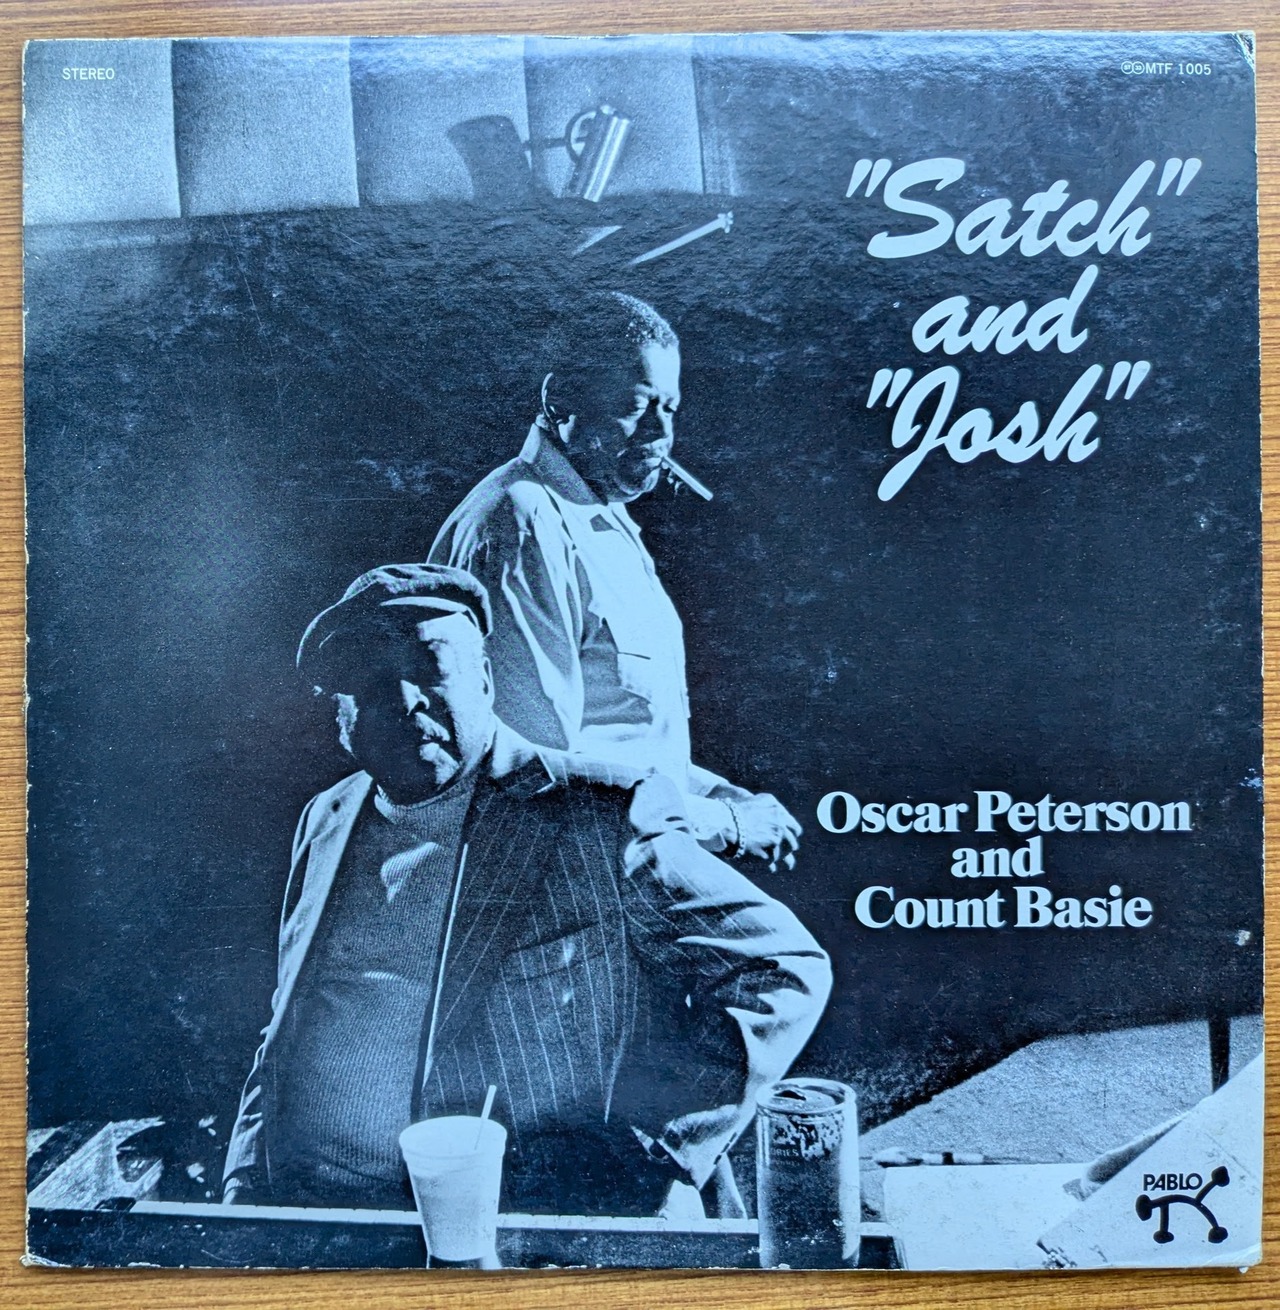 STEREO
MTF 1005
"Satch"
and
"Josh"
Oscar Peterson
and
Count Basie
PABLO